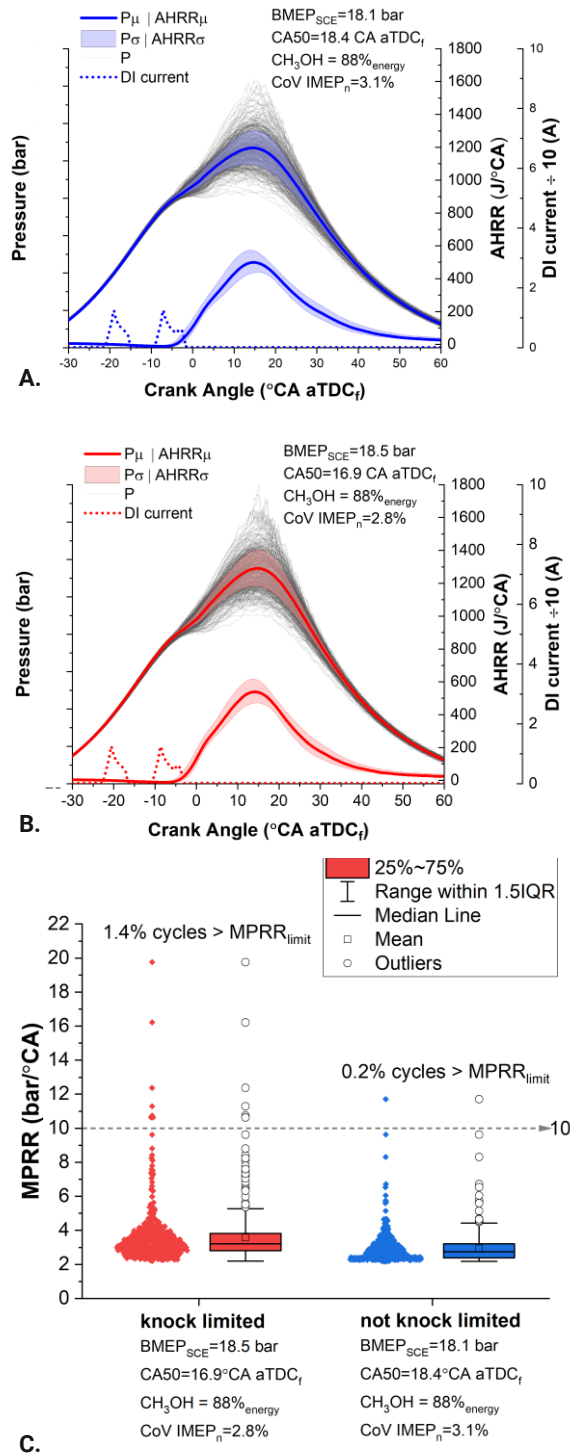 Pμ | AHRRμ
Pσ | AHRRσ
P
DI current
BMEP_SCE=18.1 bar
CA50=18.4 CA aTDC_f
CH₃OH = 88%_energy
CoV IMEP_n=3.1%
Pressure (bar)
1800
1600
1400
1200
1000
800
600
400
200
0
AHRR (J/°CA)
10
8
6
4
2
0
DI current ÷ 10 (A)
-30 -20 -10 0 10 20 30 40 50 60
Crank Angle (°CA aTDC_f)
A.
Pμ | AHRRμ
Pσ | AHRRσ
P
DI current
BMEP_SCE=18.5 bar
CA50=16.9 CA aTDC_f
CH₃OH = 88%_energy
CoV IMEP_n=2.8%
Pressure (bar)
1800
1600
1400
1200
1000
800
600
400
200
0
AHRR (J/°CA)
10
8
6
4
2
0
DI current ÷10 (A)
-30 -20 -10 0 10 20 30 40 50 60
Crank Angle (°CA aTDC_f)
B.
25%~75%
Range within 1.5IQR
Median Line
Mean
Outliers
22
20
18
16
14
12
10
8
6
4
2
0
MPRR (bar/°CA)
1.4% cycles > MPRR_limit
0.2% cycles > MPRR_limit
10
knock limited
BMEP_SCE=18.5 bar
CA50=16.9°CA aTDC_f
CH₃OH = 88%_energy
CoV IMEP_n=2.8%
not knock limited
BMEP_SCE=18.1 bar
CA50=18.4°CA aTDC_f
CH₃OH = 88%_energy
CoV IMEP_n=3.1%
C.